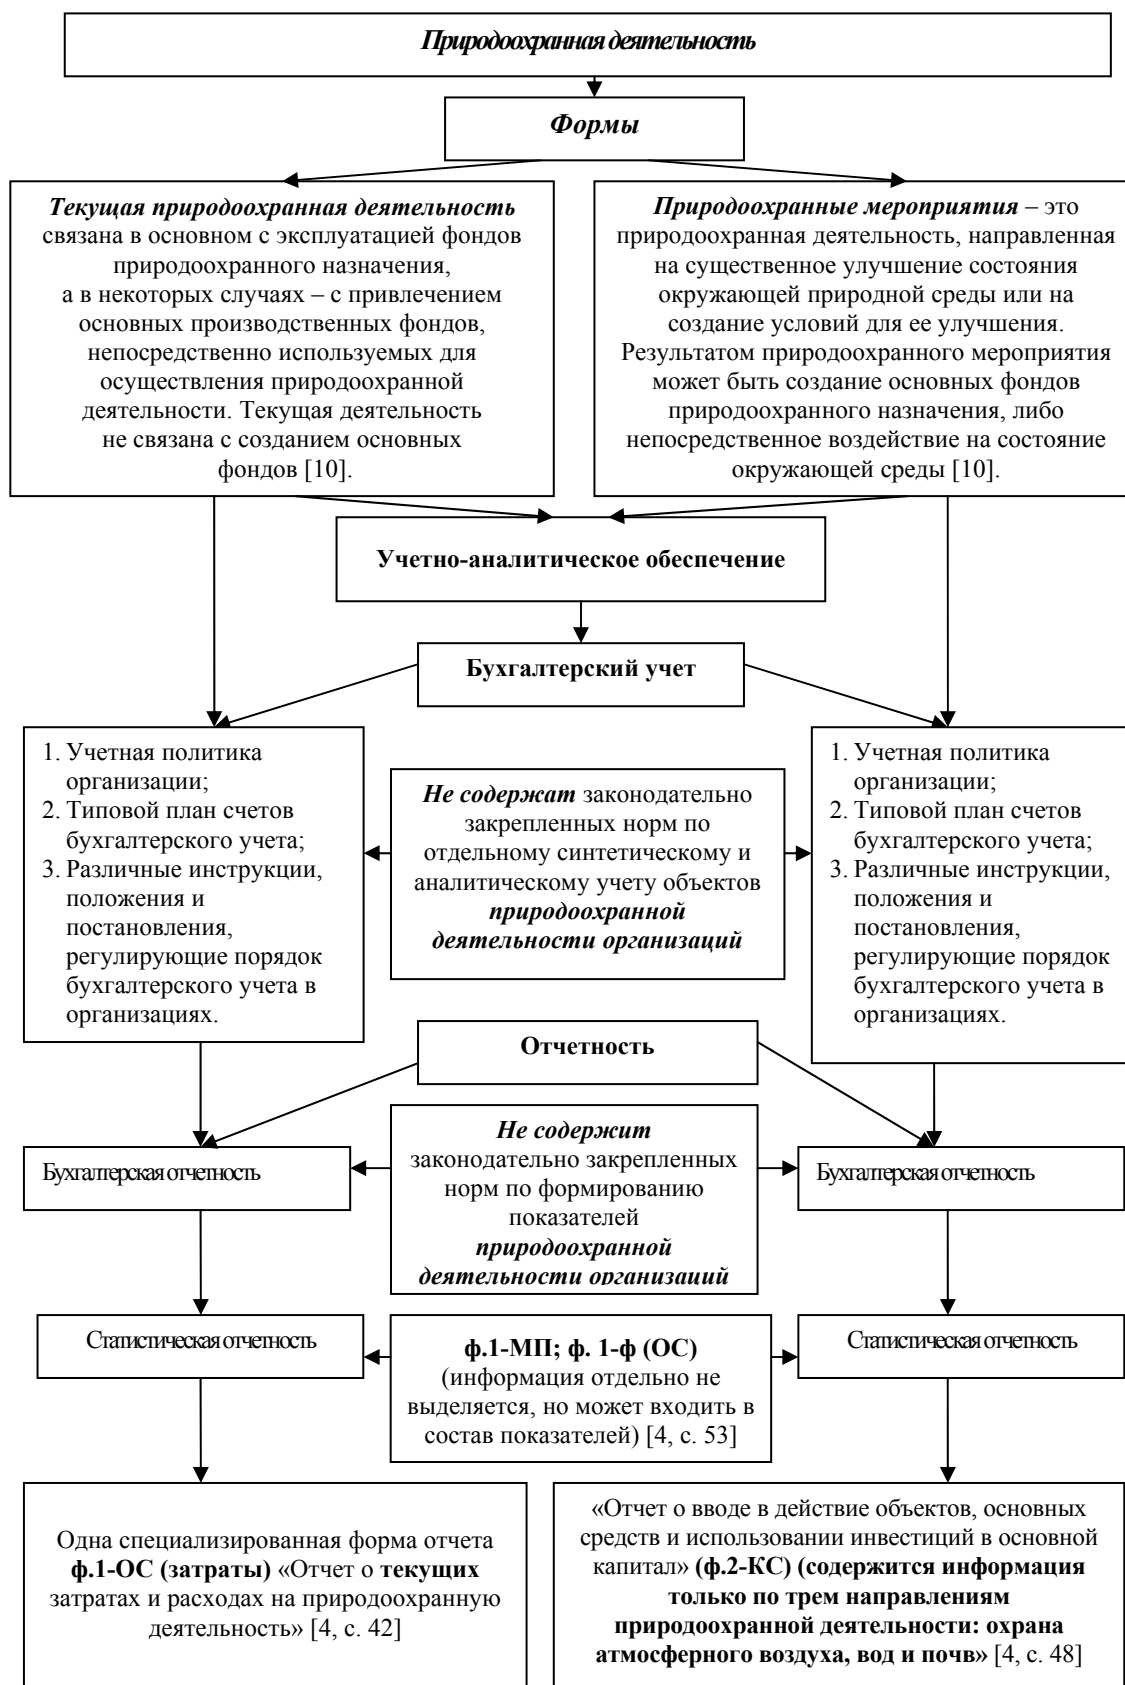 Природоохранная деятельность
Формы
Текущая природоохранная деятельность
связана в основном с эксплуатацией фондов
природоохранного назначения,
а в некоторых случаях – с привлечением
основных производственных фондов,
непосредственно используемых для
осуществления природоохранной
деятельности. Текущая деятельность
не связана с созданием основных
фондов [10].
Природоохранные мероприятия – это
природоохранная деятельность, направленная
на существенное улучшение состояния
окружающей природной среды или на
создание условий для ее улучшения.
Результатом природоохранного мероприятия
может быть создание основных фондов
природоохранного назначения, либо
непосредственное воздействие на состояние
окружающей среды [10].
Учетно-аналитическое обеспечение
Бухгалтерский учет
1. Учетная политика
организации;
2. Типовой план счетов
бухгалтерского учета;
3. Различные инструкции,
положения и
постановления,
регулирующие порядок
бухгалтерского учета в
организациях.
Не содержат законодательно
закрепленных норм по
отдельному синтетическому и
аналитическому учету объектов
природоохранной
деятельности организаций
1. Учетная политика
организации;
2. Типовой план счетов
бухгалтерского учета;
3. Различные инструкции,
положения и
постановления,
регулирующие порядок
бухгалтерского учета в
организациях.
Отчетность
Бухгалтерская отчетность
Не содержит
законодательно закрепленных
норм по формированию
показателей
природоохранной
деятельности организаций
Бухгалтерская отчетность
Статистическая отчетность
ф.1-МП; ф. 1-ф (ОС)
(информация отдельно не
выделяется, но может входить в
состав показателей) [4, с. 53]
Статистическая отчетность
Одна специализированная форма отчета
ф.1-ОС (затраты) «Отчет о текущих
затратах и расходах на природоохранную
деятельность» [4, с. 42]
«Отчет о вводе в действие объектов, основных
средств и использовании инвестиций в основной
капитал» (ф.2-КС) (содержится информация
только по трем направлениям
природоохранной деятельности: охрана
атмосферного воздуха, вод и почв» [4, с. 48]